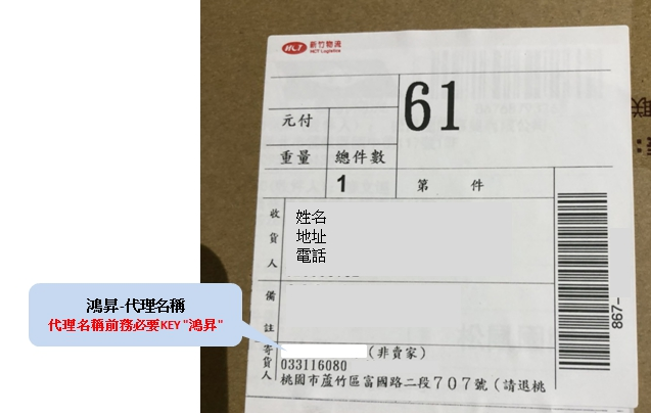 HCT 新竹物流
HCT Logistics
61
元付
重量 總件數
1 第 件
收貨人
姓名
地址
電話
備註
867-
鴻昇-代理名稱
代理名稱前務必要KEY "鴻昇"
寄貨人
(非賣家)
033116080
桃園市蘆竹區富國路二段707號(請退桃